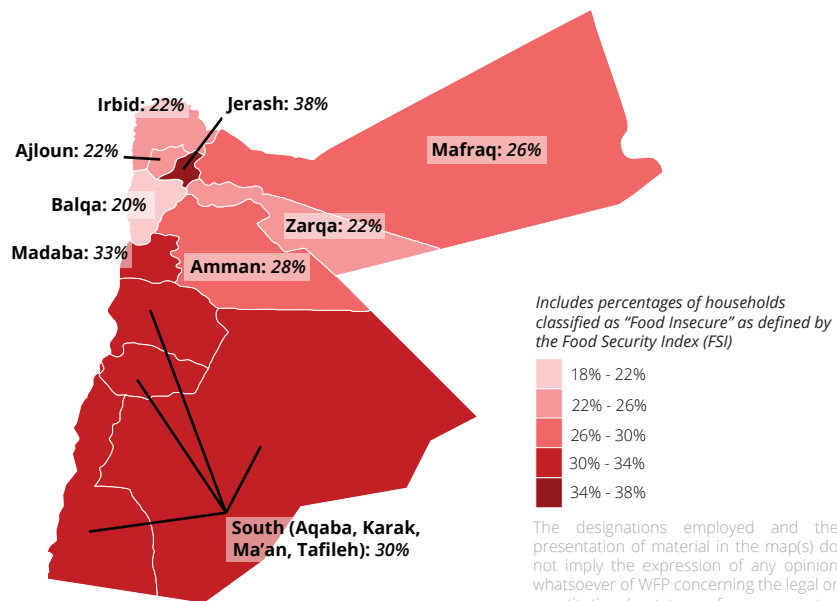 Irbid: 22%
Jerash: 38%
Ajloun: 22%
Mafraq: 26%
Balqa: 20%
Zarqa: 22%
Madaba: 33%
Amman: 28%
South (Aqaba, Karak,
Ma'an, Tafileh): 30%
Includes percentages of households
classified as “Food Insecure” as defined by
the Food Security Index (FSI)
18% - 22%
22% - 26%
26% - 30%
30% - 34%
34% - 38%
The designations employed and the
presentation of material in the map(s) do
not imply the expression of any opinion
whatsoever of WFP concerning the legal or